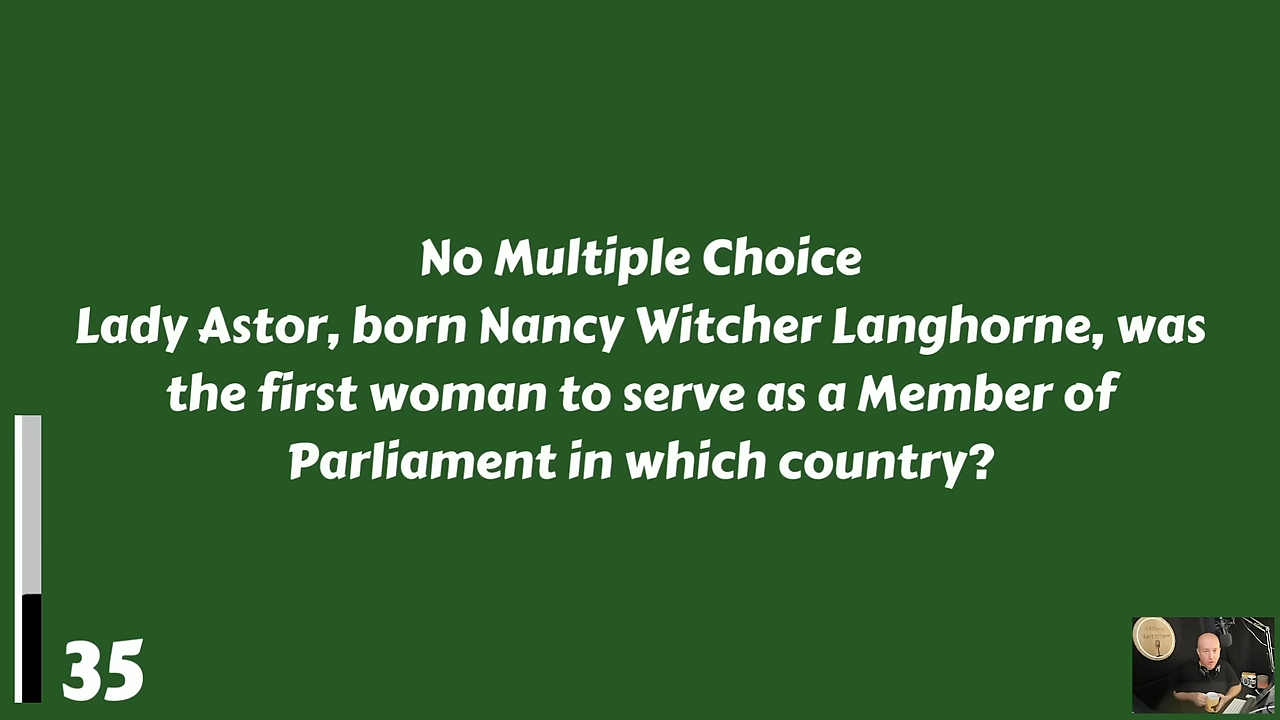 No Multiple Choice
Lady Astor, born Nancy Witcher Langhorne, was
the first woman to serve as a Member of
Parliament in which country?
35